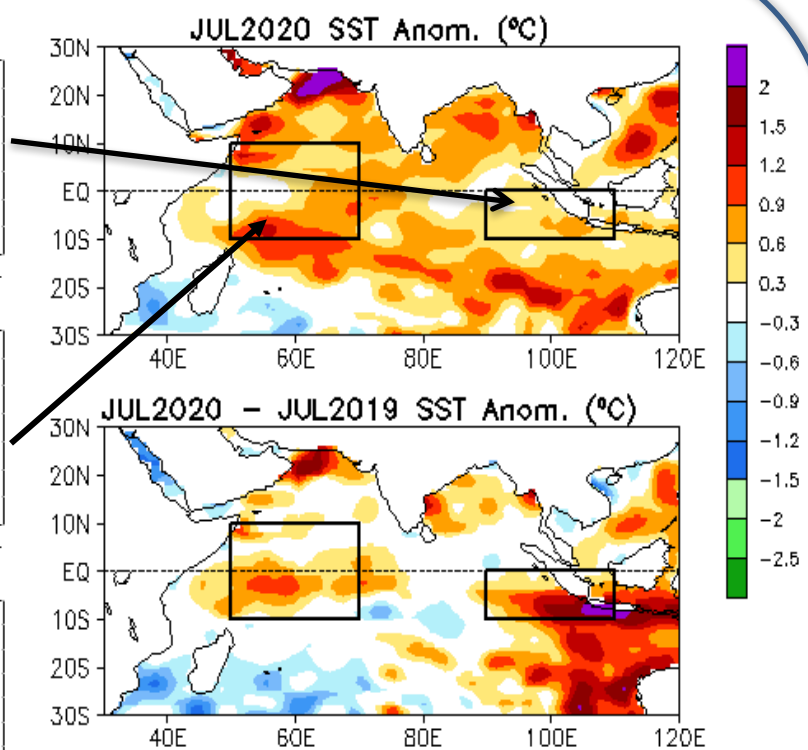 JUL2020 SST Anom. (ºC)
30N
20N
10N
EQ
10S
20S
30S
40E 60E 80E 100E 120E
JUL2020 – JUL2019 SST Anom. (ºC)
30N
20N
10N
EQ
10S
20S
30S
40E 60E 80E 100E 120E
2
1.5
1.2
0.9
0.6
0.3
−0.3
−0.6
−0.9
−1.2
−1.5
−2
−2.5